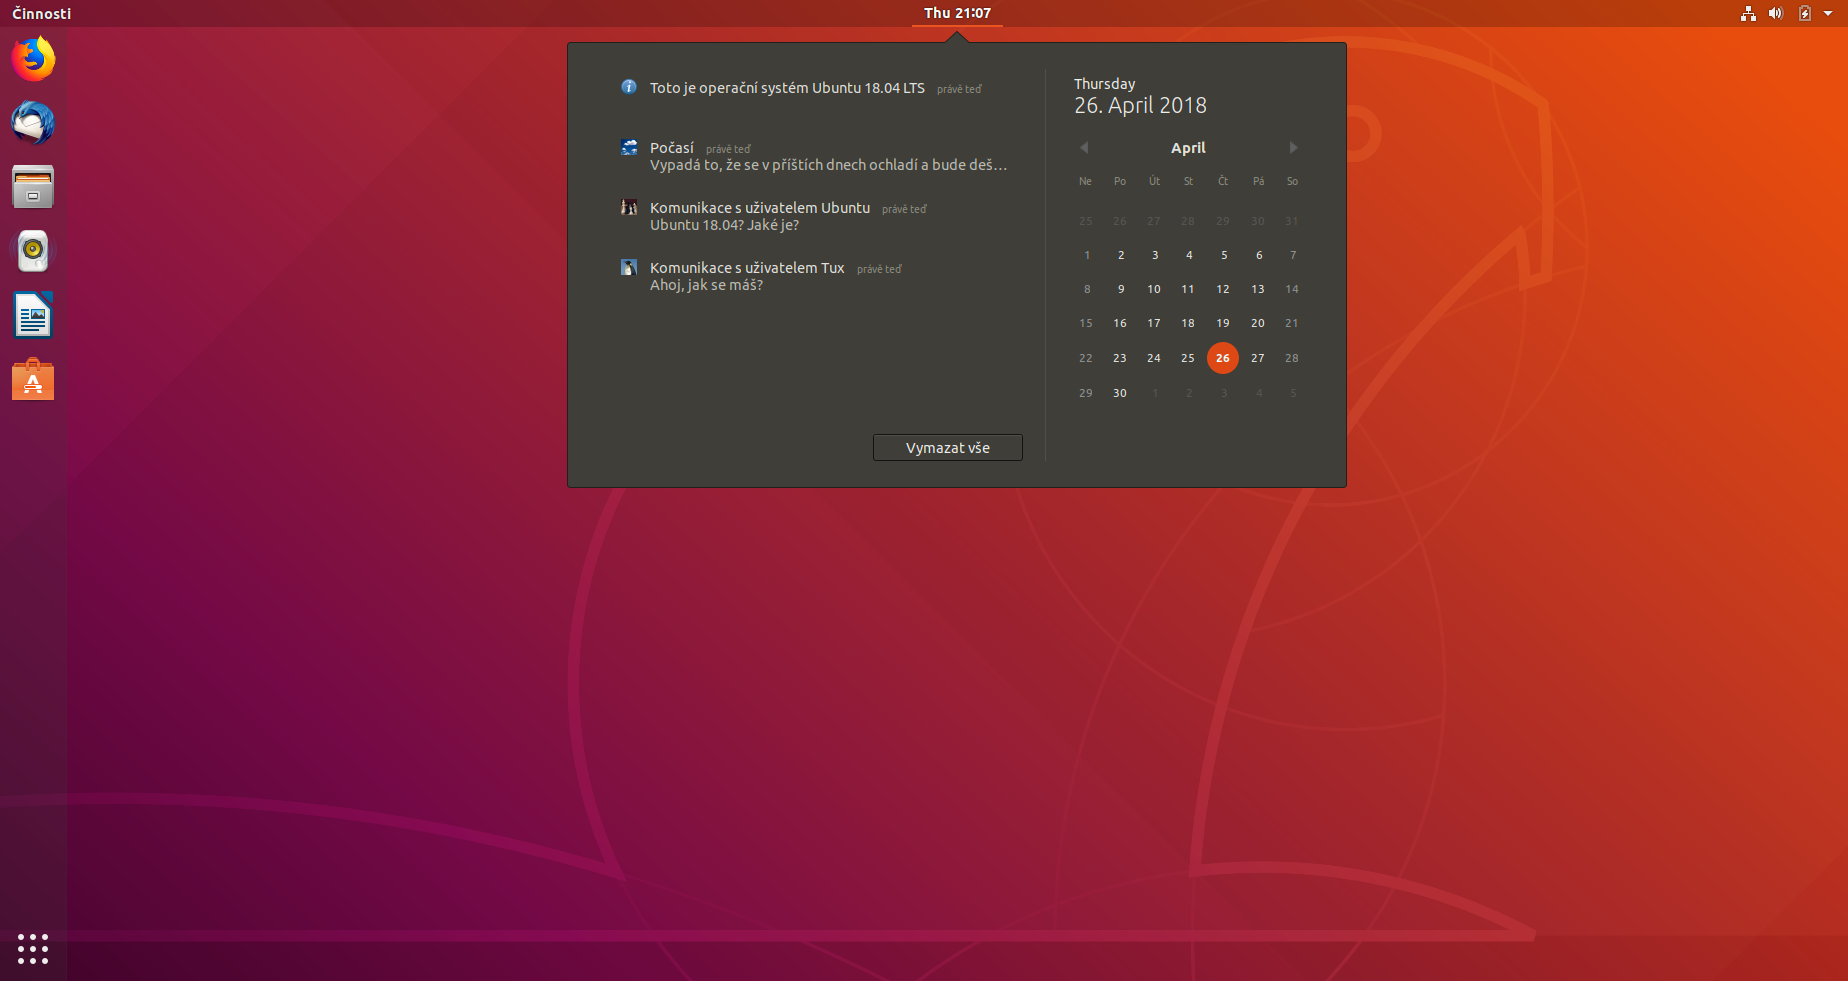 Činnosti
Thu 21:07
Toto je operační systém Ubuntu 18.04 LTS právě teď
Počasí právě teď
Vypadá to, že se v příštích dnech ochladí a bude deš…
Komunikace s uživatelem Ubuntu právě teď
Ubuntu 18.04? Jaké je?
Komunikace s uživatelem Tux právě teď
Ahoj, jak se máš?
Vymazat vše
Thursday
26. April 2018
April
Ne Po Út St Čt Pá So
25 26 27 28 29 30 31
1 2 3 4 5 6 7
8 9 10 11 12 13 14
15 16 17 18 19 20 21
22 23 24 25 26 27 28
29 30 1 2 3 4 5